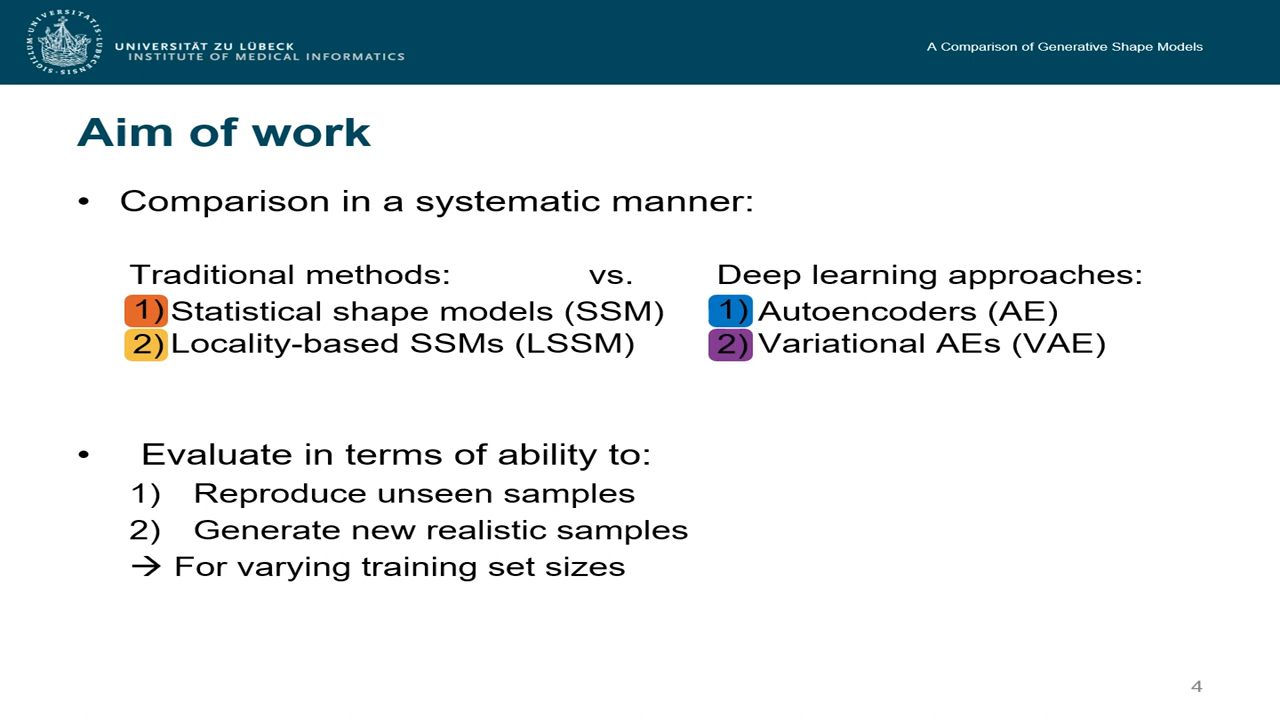 UNIVERSITÄT ZU LÜBECK
INSTITUTE OF MEDICAL INFORMATICS
A Comparison of Generative Shape Models
Aim of work
• Comparison in a systematic manner:
Traditional methods: vs. Deep learning approaches:
1) Statistical shape models (SSM) 1) Autoencoders (AE)
2) Locality-based SSMs (LSSM) 2) Variational AEs (VAE)
• Evaluate in terms of ability to:
1) Reproduce unseen samples
2) Generate new realistic samples
→ For varying training set sizes
4